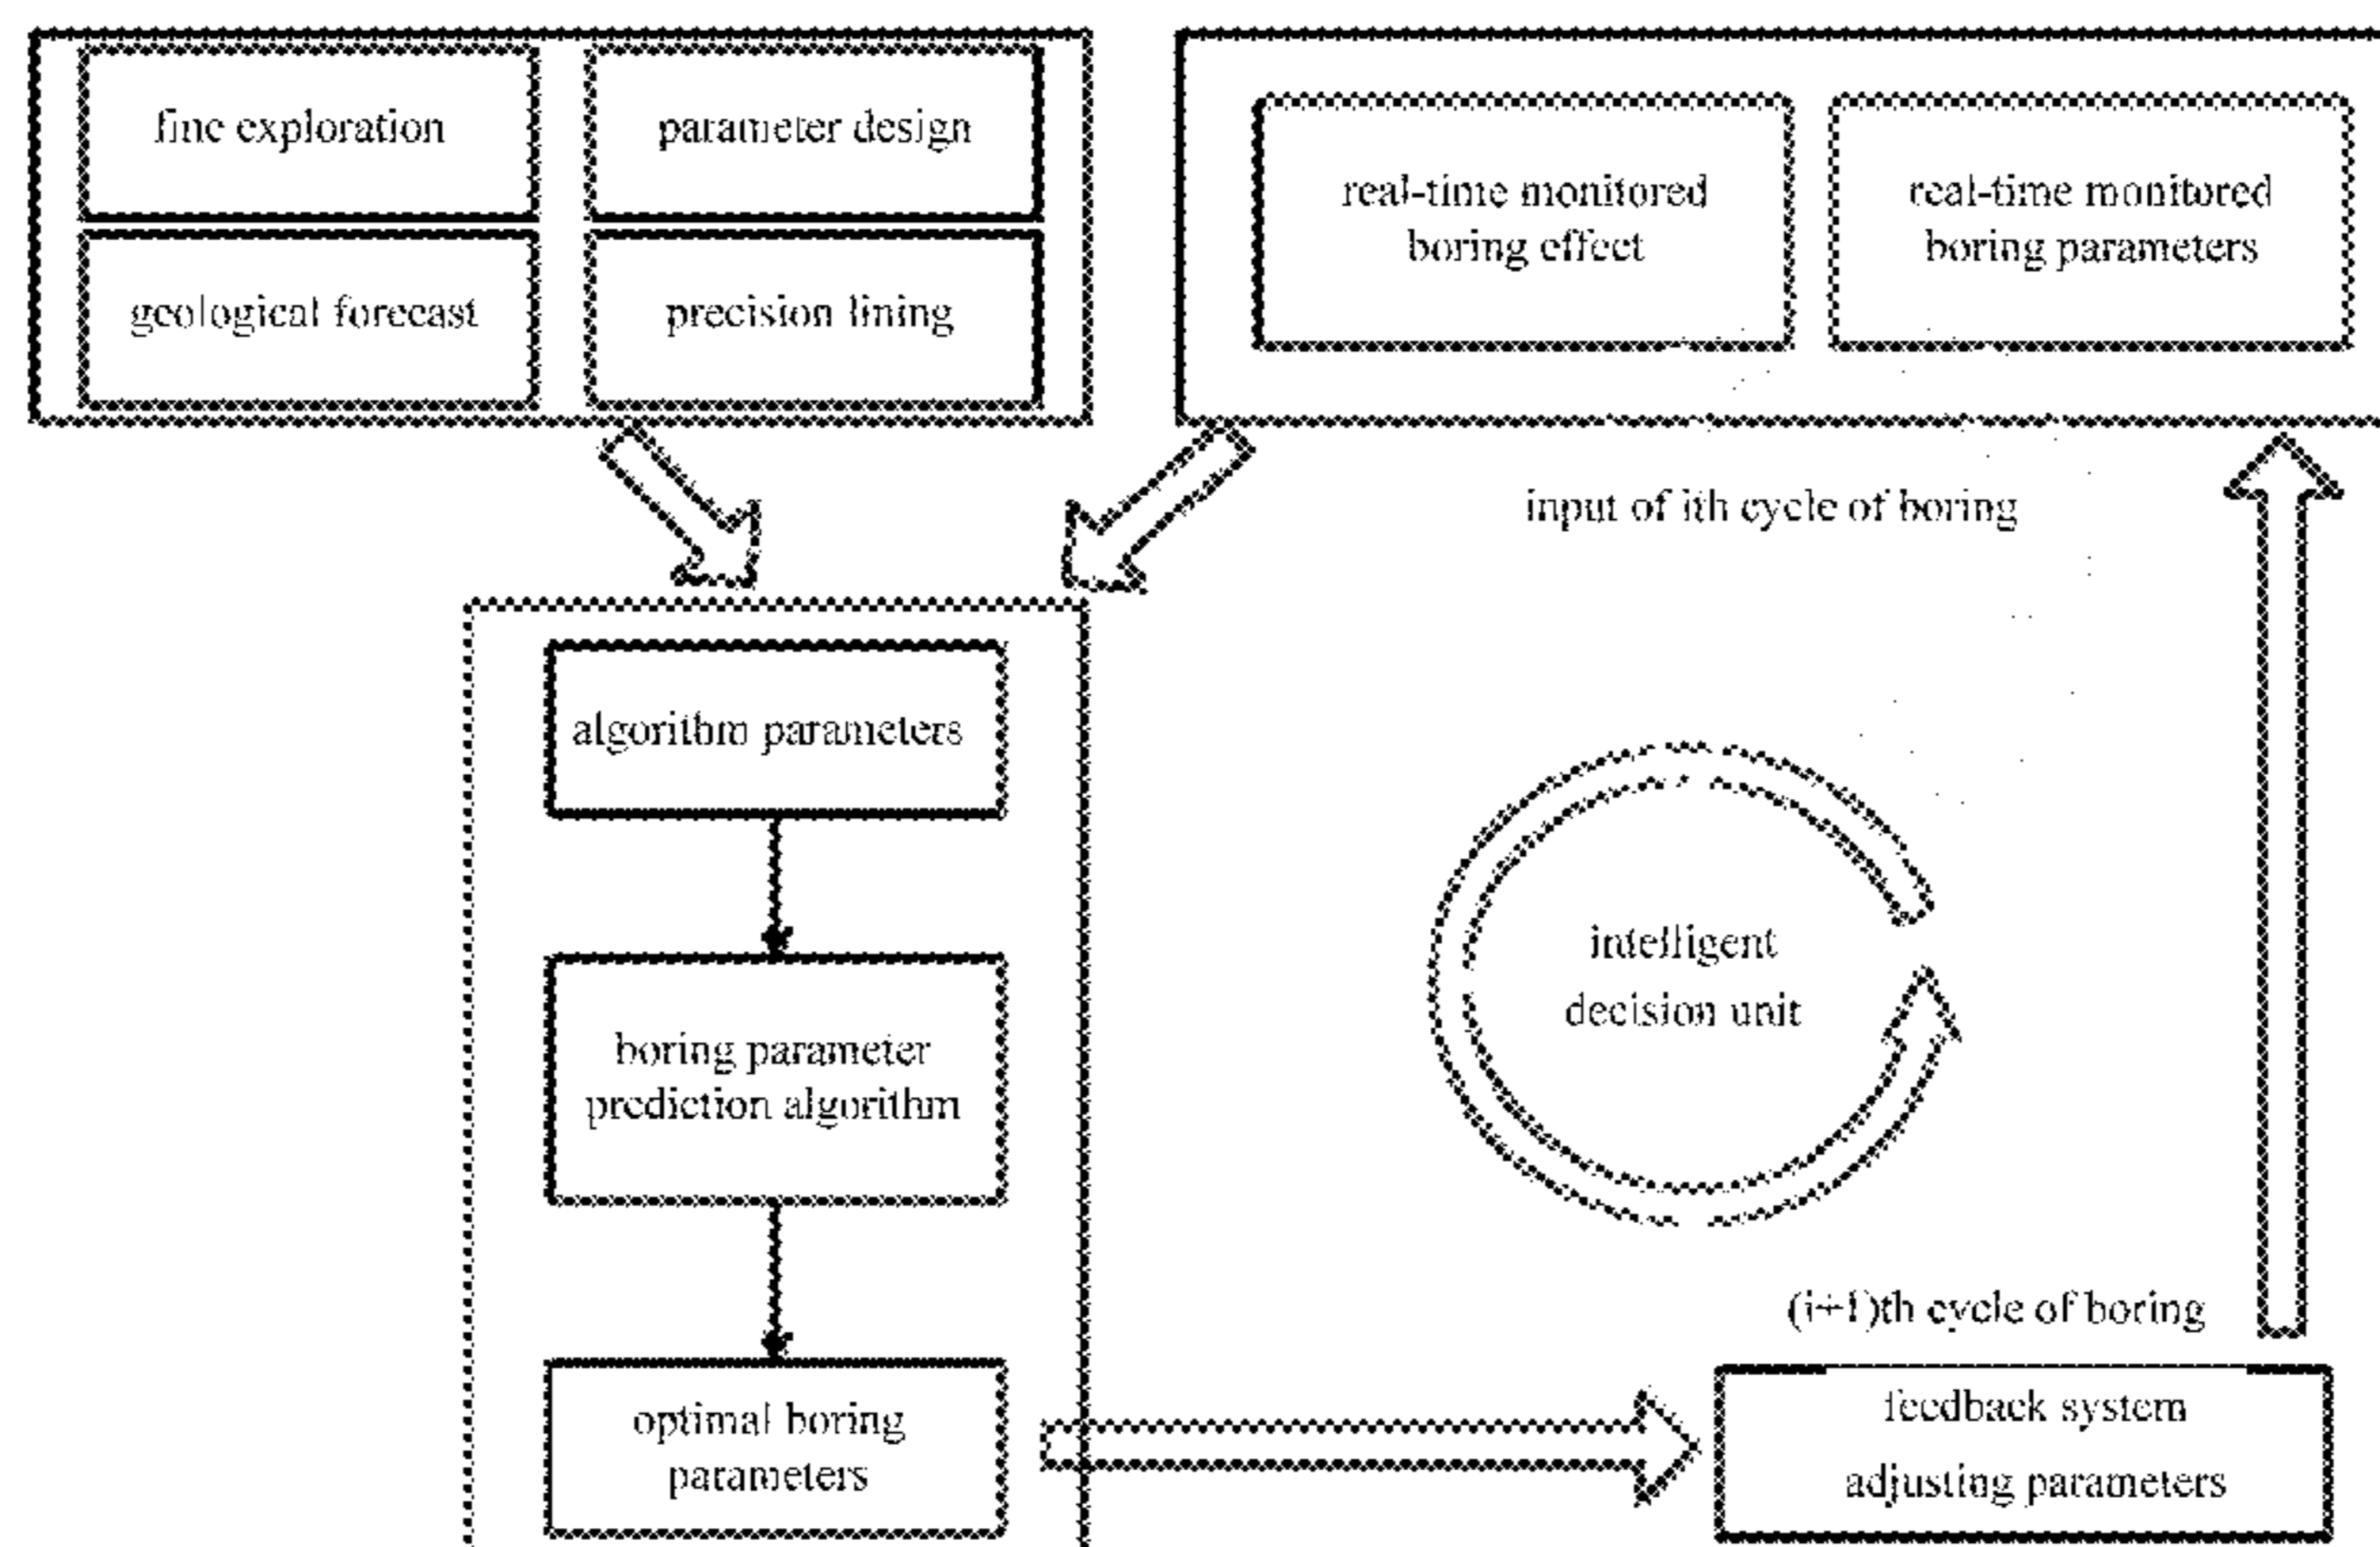 fine exploration
parameter design
geological forecast
precision lining
real-time monitored
boring effect
real-time monitored
boring parameters
input of ith cycle of boring
algorithm parameters
boring parameter
prediction algorithm
optimal boring
parameters
intelligent
decision unit
(i+1)th cycle of boring
feedback system
adjusting parameters